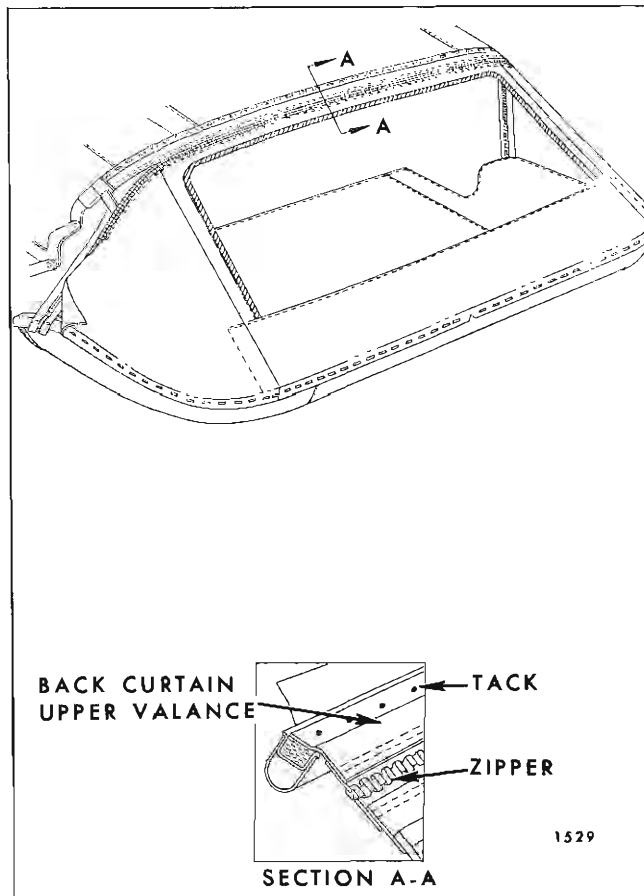 A
A
BACK CURTAIN
UPPER VALANCE
TACK
ZIPPER
1529
SECTION A-A